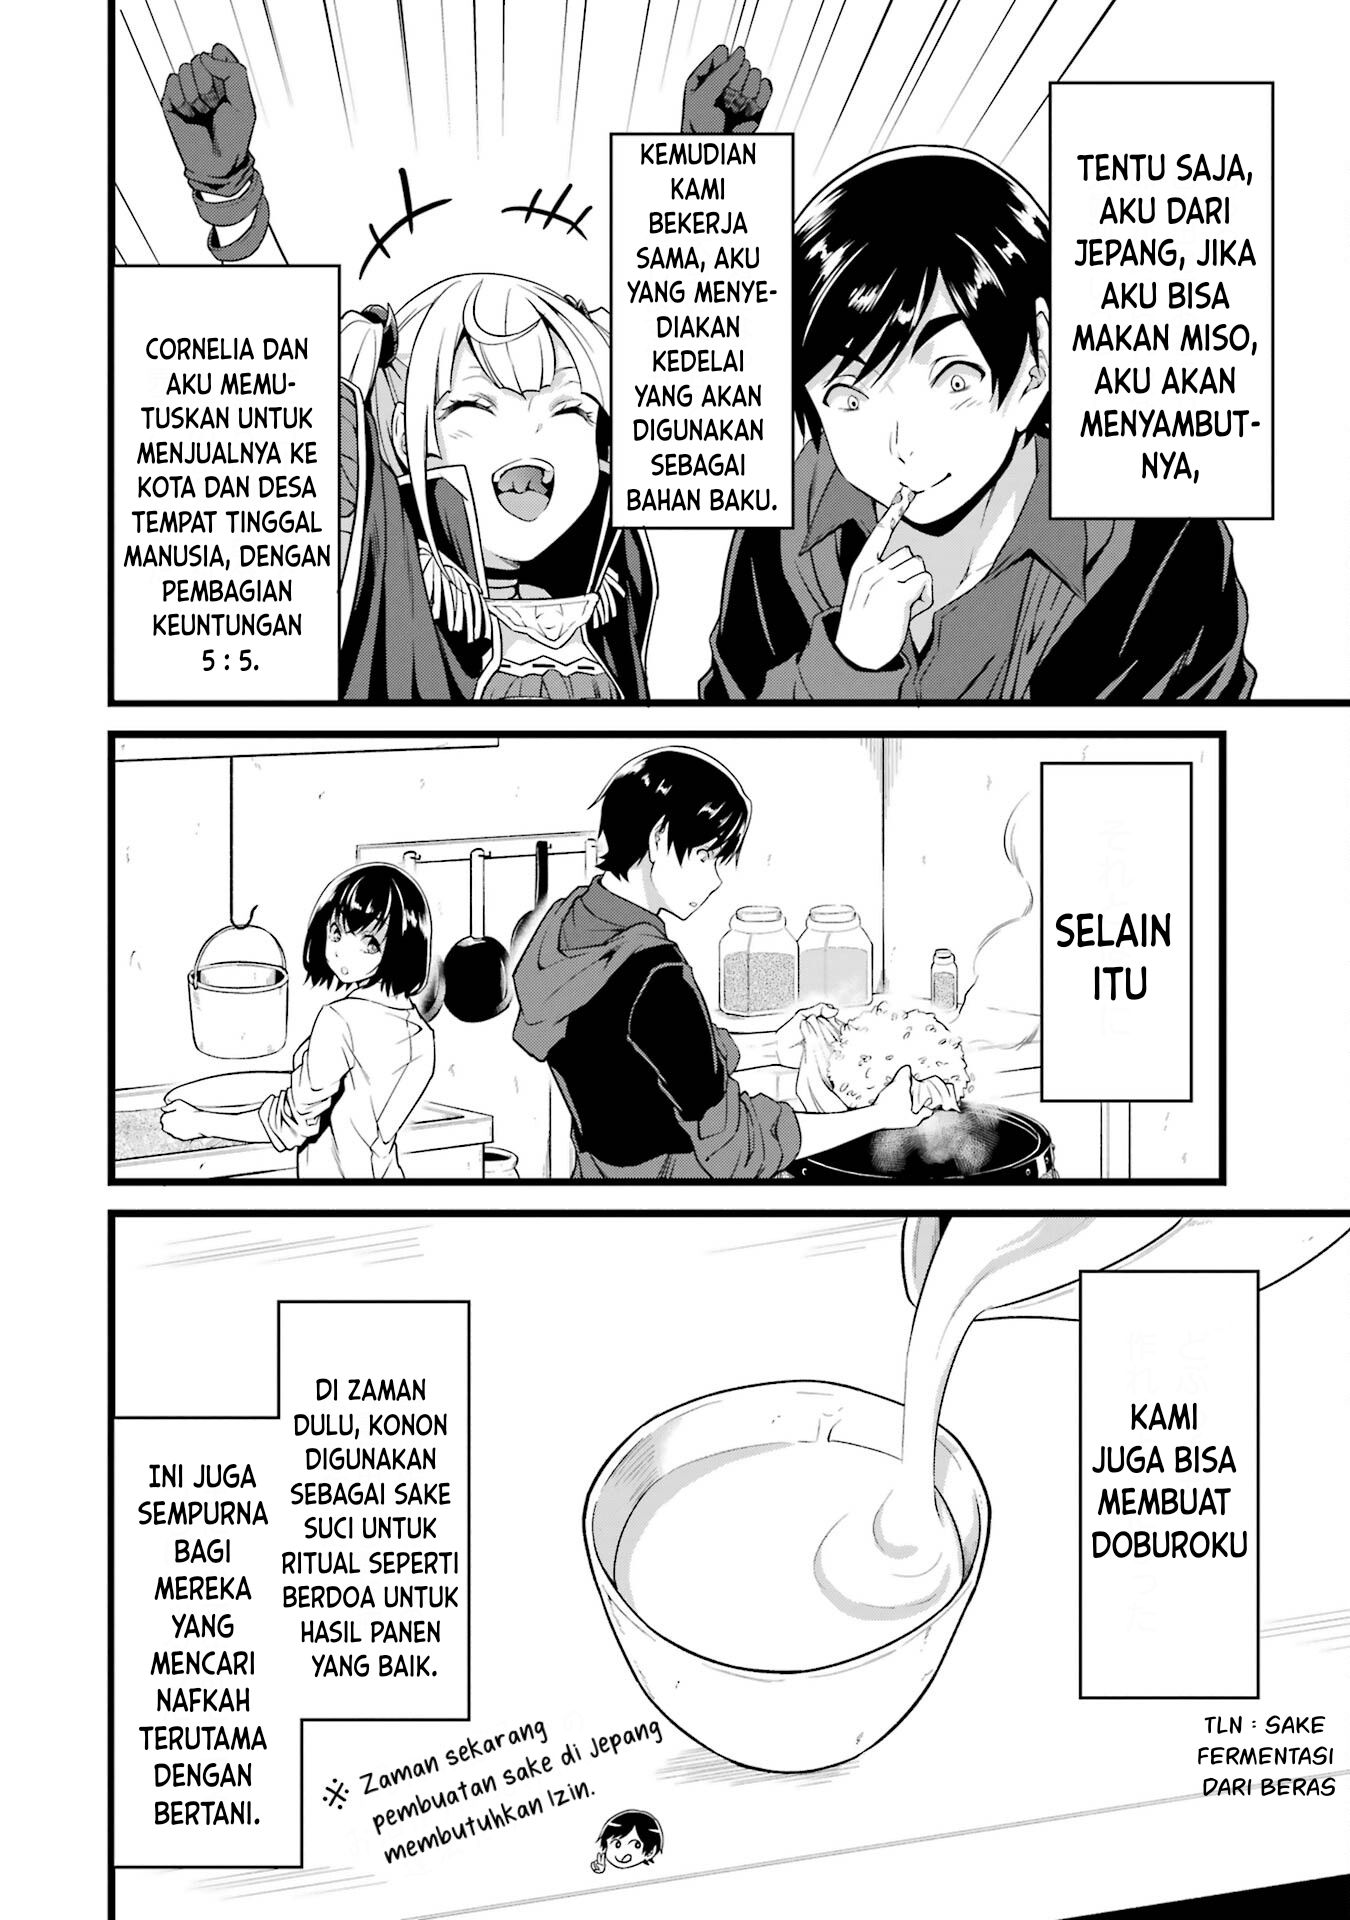 TENTU SAJA,
AKU DARI
JEPANG, JIKA
AKU BISA
MAKAN MISO,
AKU AKAN
MENYAMBUT-
NYA,
KEMUDIAN
KAMI
BEKERJA
SAMA, AKU
YANG MENYE-
DIAKAN
KEDELAI
YANG AKAN
DIGUNAKAN
SEBAGAI
BAHAN BAKU.
CORNELIA DAN
AKU MEMU-
TUSKAN UNTUK
MENJUALNYA KE
KOTA DAN DESA
TEMPAT TINGGAL
MANUSIA, DENGAN
PEMBAGIAN
KEUNTUNGAN
5 : 5.
SELAIN
ITU
KAMI
JUGA BISA
MEMBUAT
DOBUROKU
TLN : SAKE
FERMENTASI
DARI BERAS
DI ZAMAN
DULU, KONON
DIGUNAKAN
SEBAGAI SAKE
SUCI UNTUK
RITUAL SEPERTI
BERDOA UNTUK
HASIL PANEN
YANG BAIK.
INI JUGA
SEMPURNA
BAGI
MEREKA
YANG
MENCARI
NAFKAH
TERUTAMA
DENGAN
BERTANI.
※ Zaman sekarang
pembuatan sake di Jepang
membutuhkan Izin.